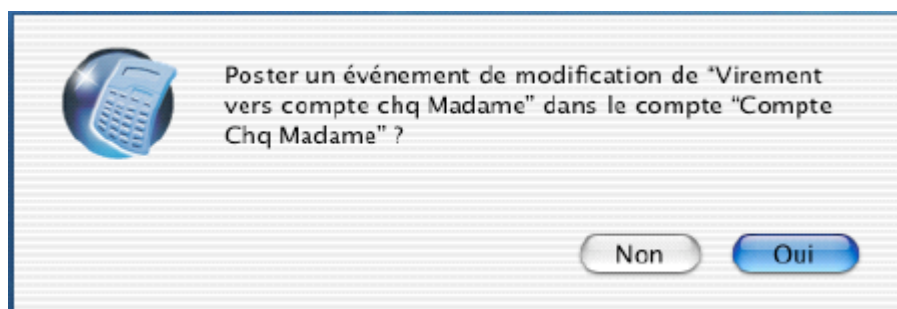 Poster un événement de modification de “Virement
vers compte chq Madame” dans le compte “Compte
Chq Madame” ?
Non
Oui